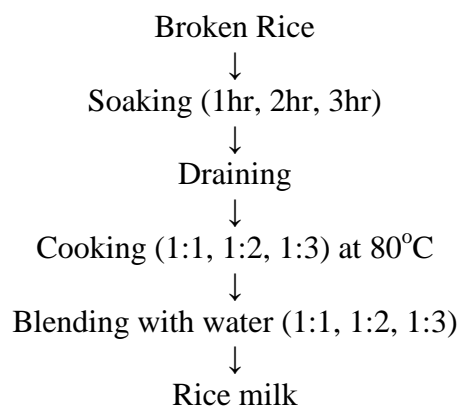 Broken Rice
↓
Soaking (1hr, 2hr, 3hr)
↓
Draining
↓
Cooking (1:1, 1:2, 1:3) at 80°C
↓
Blending with water (1:1, 1:2, 1:3)
↓
Rice milk